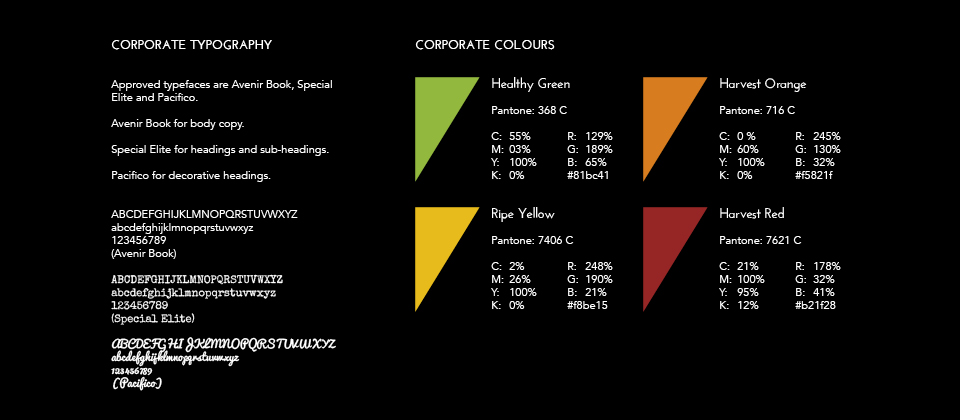 CORPORATE TYPOGRAPHY
Approved typefaces are Avenir Book, Special
Elite and Pacifico.
Avenir Book for body copy.
Special Elite for headings and sub-headings.
Pacifico for decorative headings.
ABCDEFGHIJKLMNOPQRSTUVWXYZ
abcdefghijklmnopqrstuvwxyz
123456789
(Avenir Book)
ABCDEFGHIJKLMNOPQRSTUVWXYZ
abcdefghijklmnopqrstuvwxyz
123456789
(Special Elite)
ABCDEFGHIJKLMNOPQRSTUVWXYZ
abcdefghijklmnopqrstuvwxyz
123456789
(Pacifico)
CORPORATE COLOURS
Healthy Green
Pantone: 368 C
C: 55% R: 129%
M: 03% G: 189%
Y: 100% B: 65%
K: 0% #81bc41
Harvest Orange
Pantone: 716 C
C: 0 % R: 245%
M: 60% G: 130%
Y: 100% B: 32%
K: 0% #f5821f
Ripe Yellow
Pantone: 7406 C
C: 2% R: 248%
M: 26% G: 190%
Y: 100% B: 21%
K: 0% #f8be15
Harvest Red
Pantone: 7621 C
C: 21% R: 178%
M: 100% G: 32%
Y: 95% B: 41%
K: 12% #b21f28